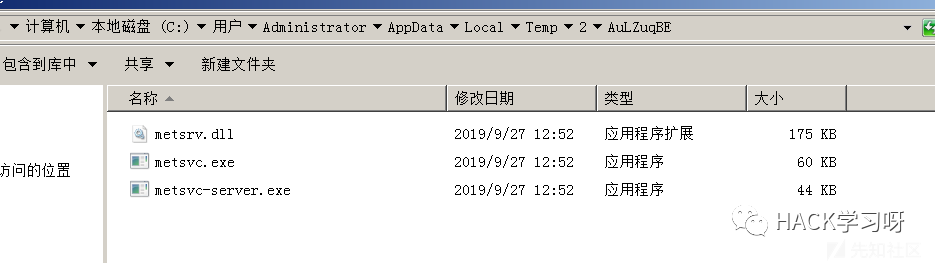 计算机 本地磁盘 (C:) 用户 Administrator AppData Local Temp 2 AuLZuqBE
包含到库中 共享 新建文件夹
名称 修改日期 类型 大小
metsrv.dll 2019/9/27 12:52 应用程序扩展 175 KB
metsvc.exe 2019/9/27 12:52 应用程序 60 KB
metsvc-server.exe 2019/9/27 12:52 应用程序 44 KB
访问的位置
HACK学习呀
先知社区